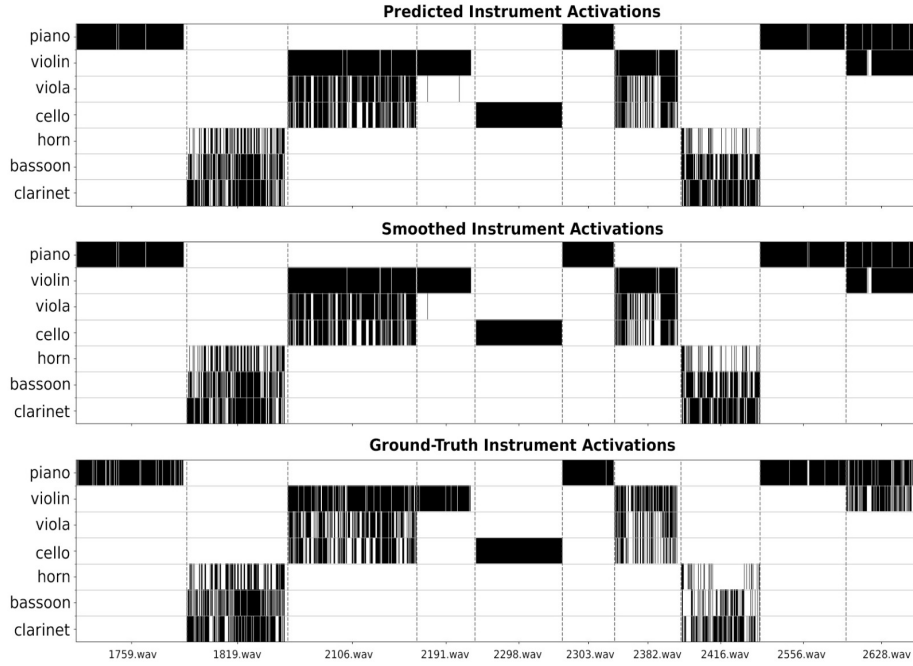 Predicted Instrument Activations
piano
violin
viola
cello
horn
bassoon
clarinet
Smoothed Instrument Activations
piano
violin
viola
cello
horn
bassoon
clarinet
Ground-Truth Instrument Activations
piano
violin
viola
cello
horn
bassoon
clarinet
1759.wav 1819.wav 2106.wav 2191.wav 2298.wav 2303.wav 2382.wav 2416.wav 2556.wav 2628.wav